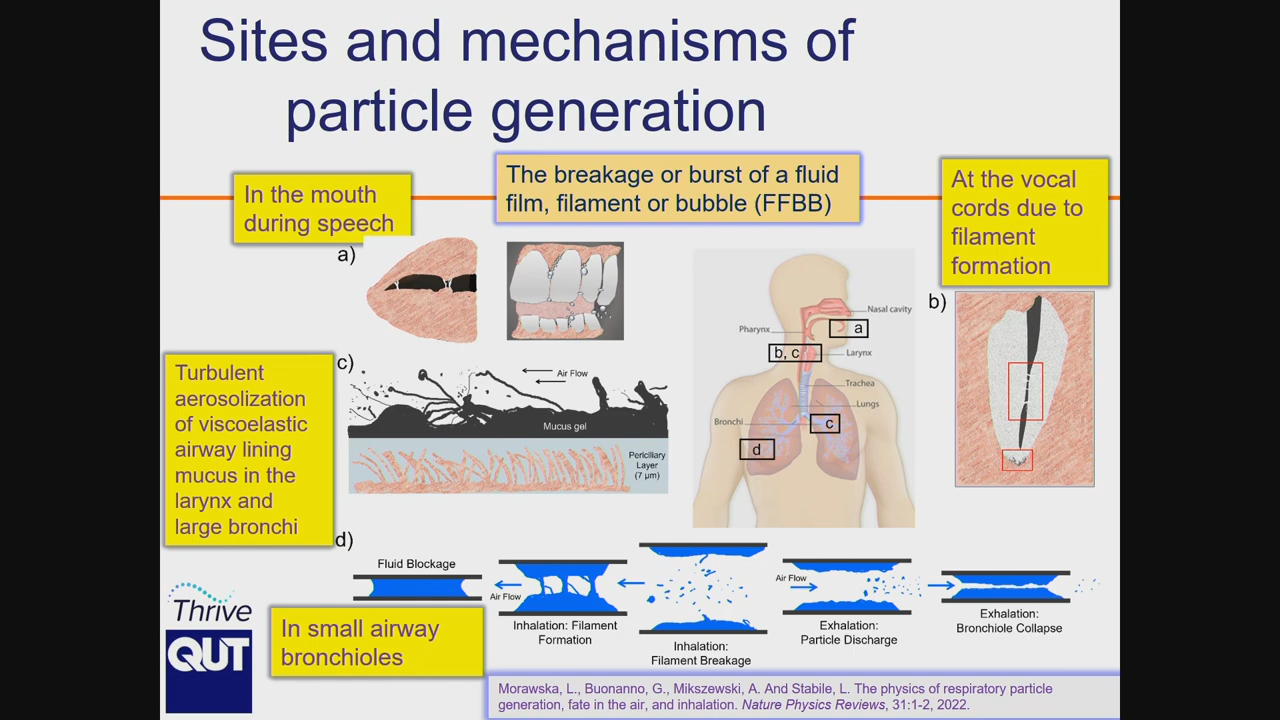 Sites and mechanisms of
particle generation
In the mouth
during speech
The breakage or burst of a fluid
film, filament or bubble (FFBB)
At the vocal
cords due to
filament
formation
a)
b)
Nasal cavity
a
Pharynx
b, c
Larynx
Trachea
Lungs
Bronchi
c
d
Turbulent
aerosolization
of viscoelastic
airway lining
mucus in the
larynx and
large bronchi
c)
Air Flow
Mucus gel
Periciliary
Layer
(7 µm)
d)
Fluid Blockage
Air Flow
Inhalation: Filament
Formation
Inhalation:
Filament Breakage
Air Flow
Exhalation:
Particle Discharge
Exhalation:
Bronchiole Collapse
In small airway
bronchioles
Thrive
QUT
Morawska, L., Buonanno, G., Mikszewski, A. And Stabile, L. The physics of respiratory particle
generation, fate in the air, and inhalation. Nature Physics Reviews, 31:1-2, 2022.